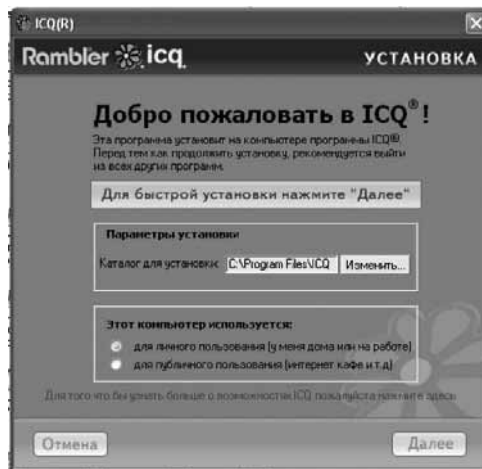 ICQ(R)
Rambler icq
УСТАНОВКА
Добро пожаловать в ICQ®!
Эта программа установит на компьютере программы ICQ®.
Перед тем как продолжить установку, рекомендуется выйти
из всех других программ.
Для быстрой установки нажмите "Далее"
Параметры установки
Каталог для установки: C:\Program Files\ICQ Изменить...
Этот компьютер используется:
для личного пользования (у меня дома или на работе)
для публичного пользования (интернет кафе и.т.д)
Для того что бы узнать больше о возможностях ICQ пожалуйста нажмите здесь
Отмена
Далее